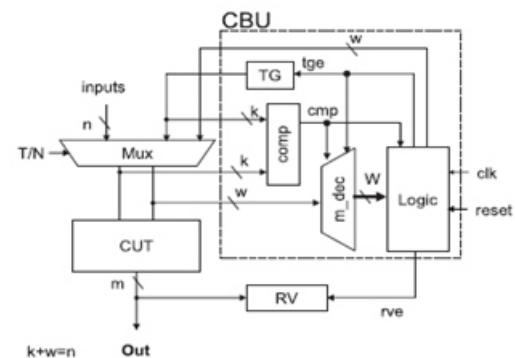 CBU
w
tge
TG
inputs
n
k
cmp
comp
T/N
Mux
k
w
m_dec
W
Logic
clk
reset
CUT
m
RV
rve
k+w=n
Out